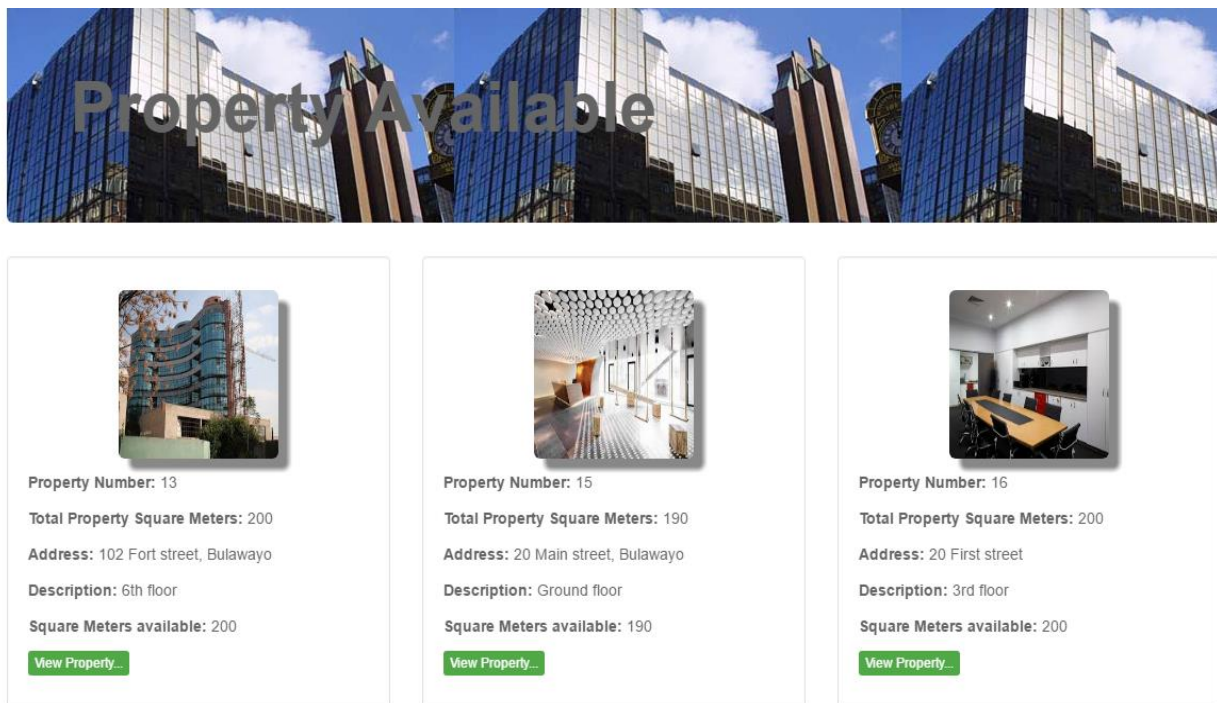 Property Available
Property Number: 13
Total Property Square Meters: 200
Address: 102 Fort street, Bulawayo
Description: 6th floor
Square Meters available: 200
View Property...
Property Number: 15
Total Property Square Meters: 190
Address: 20 Main street, Bulawayo
Description: Ground floor
Square Meters available: 190
View Property...
Property Number: 16
Total Property Square Meters: 200
Address: 20 First street
Description: 3rd floor
Square Meters available: 200
View Property...